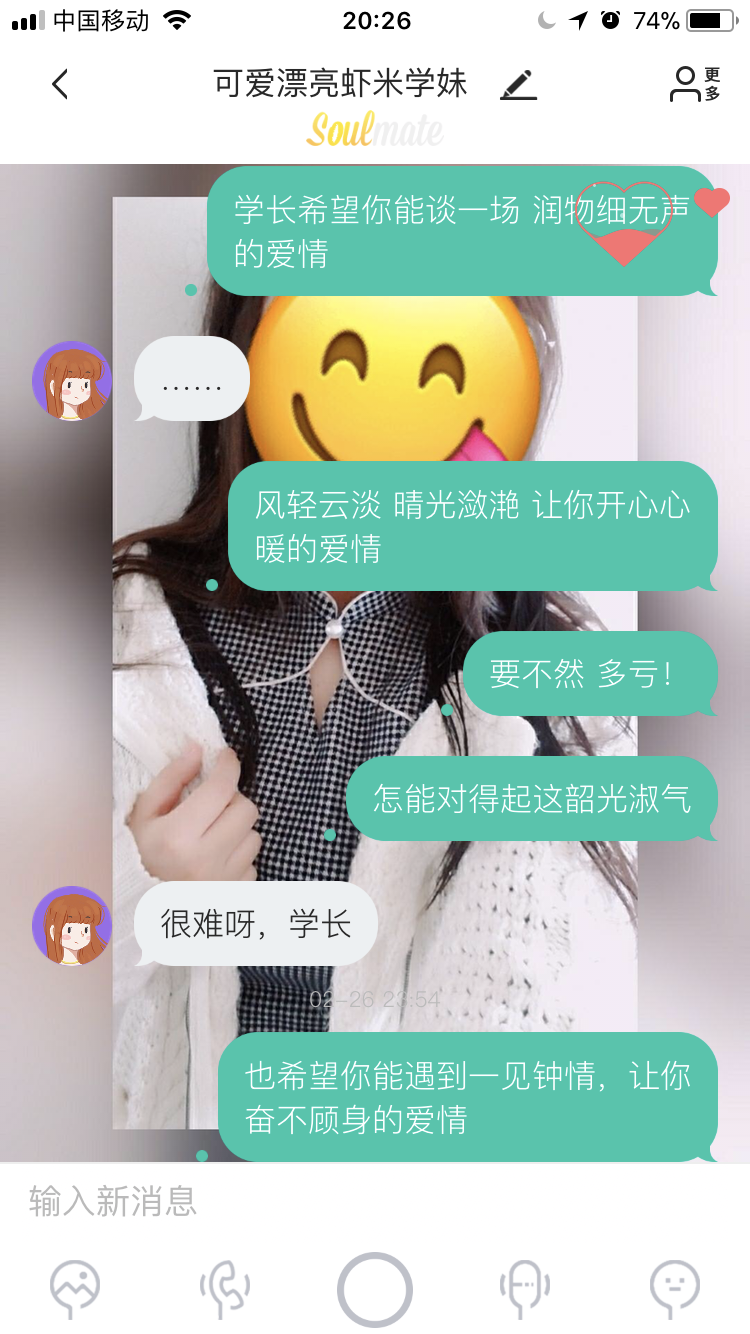 中国移动 20:26 74%
可爱漂亮虾米学妹 更多
Soulmate
学长希望你能谈一场 润物细无声
的爱情
......
风轻云淡 晴光潋滟 让你开心心
暖的爱情
要不然 多亏！
怎能对得起这韶光淑气
很难呀，学长
02-26 23:54
也希望你能遇到一见钟情，让你
奋不顾身的爱情
输入新消息